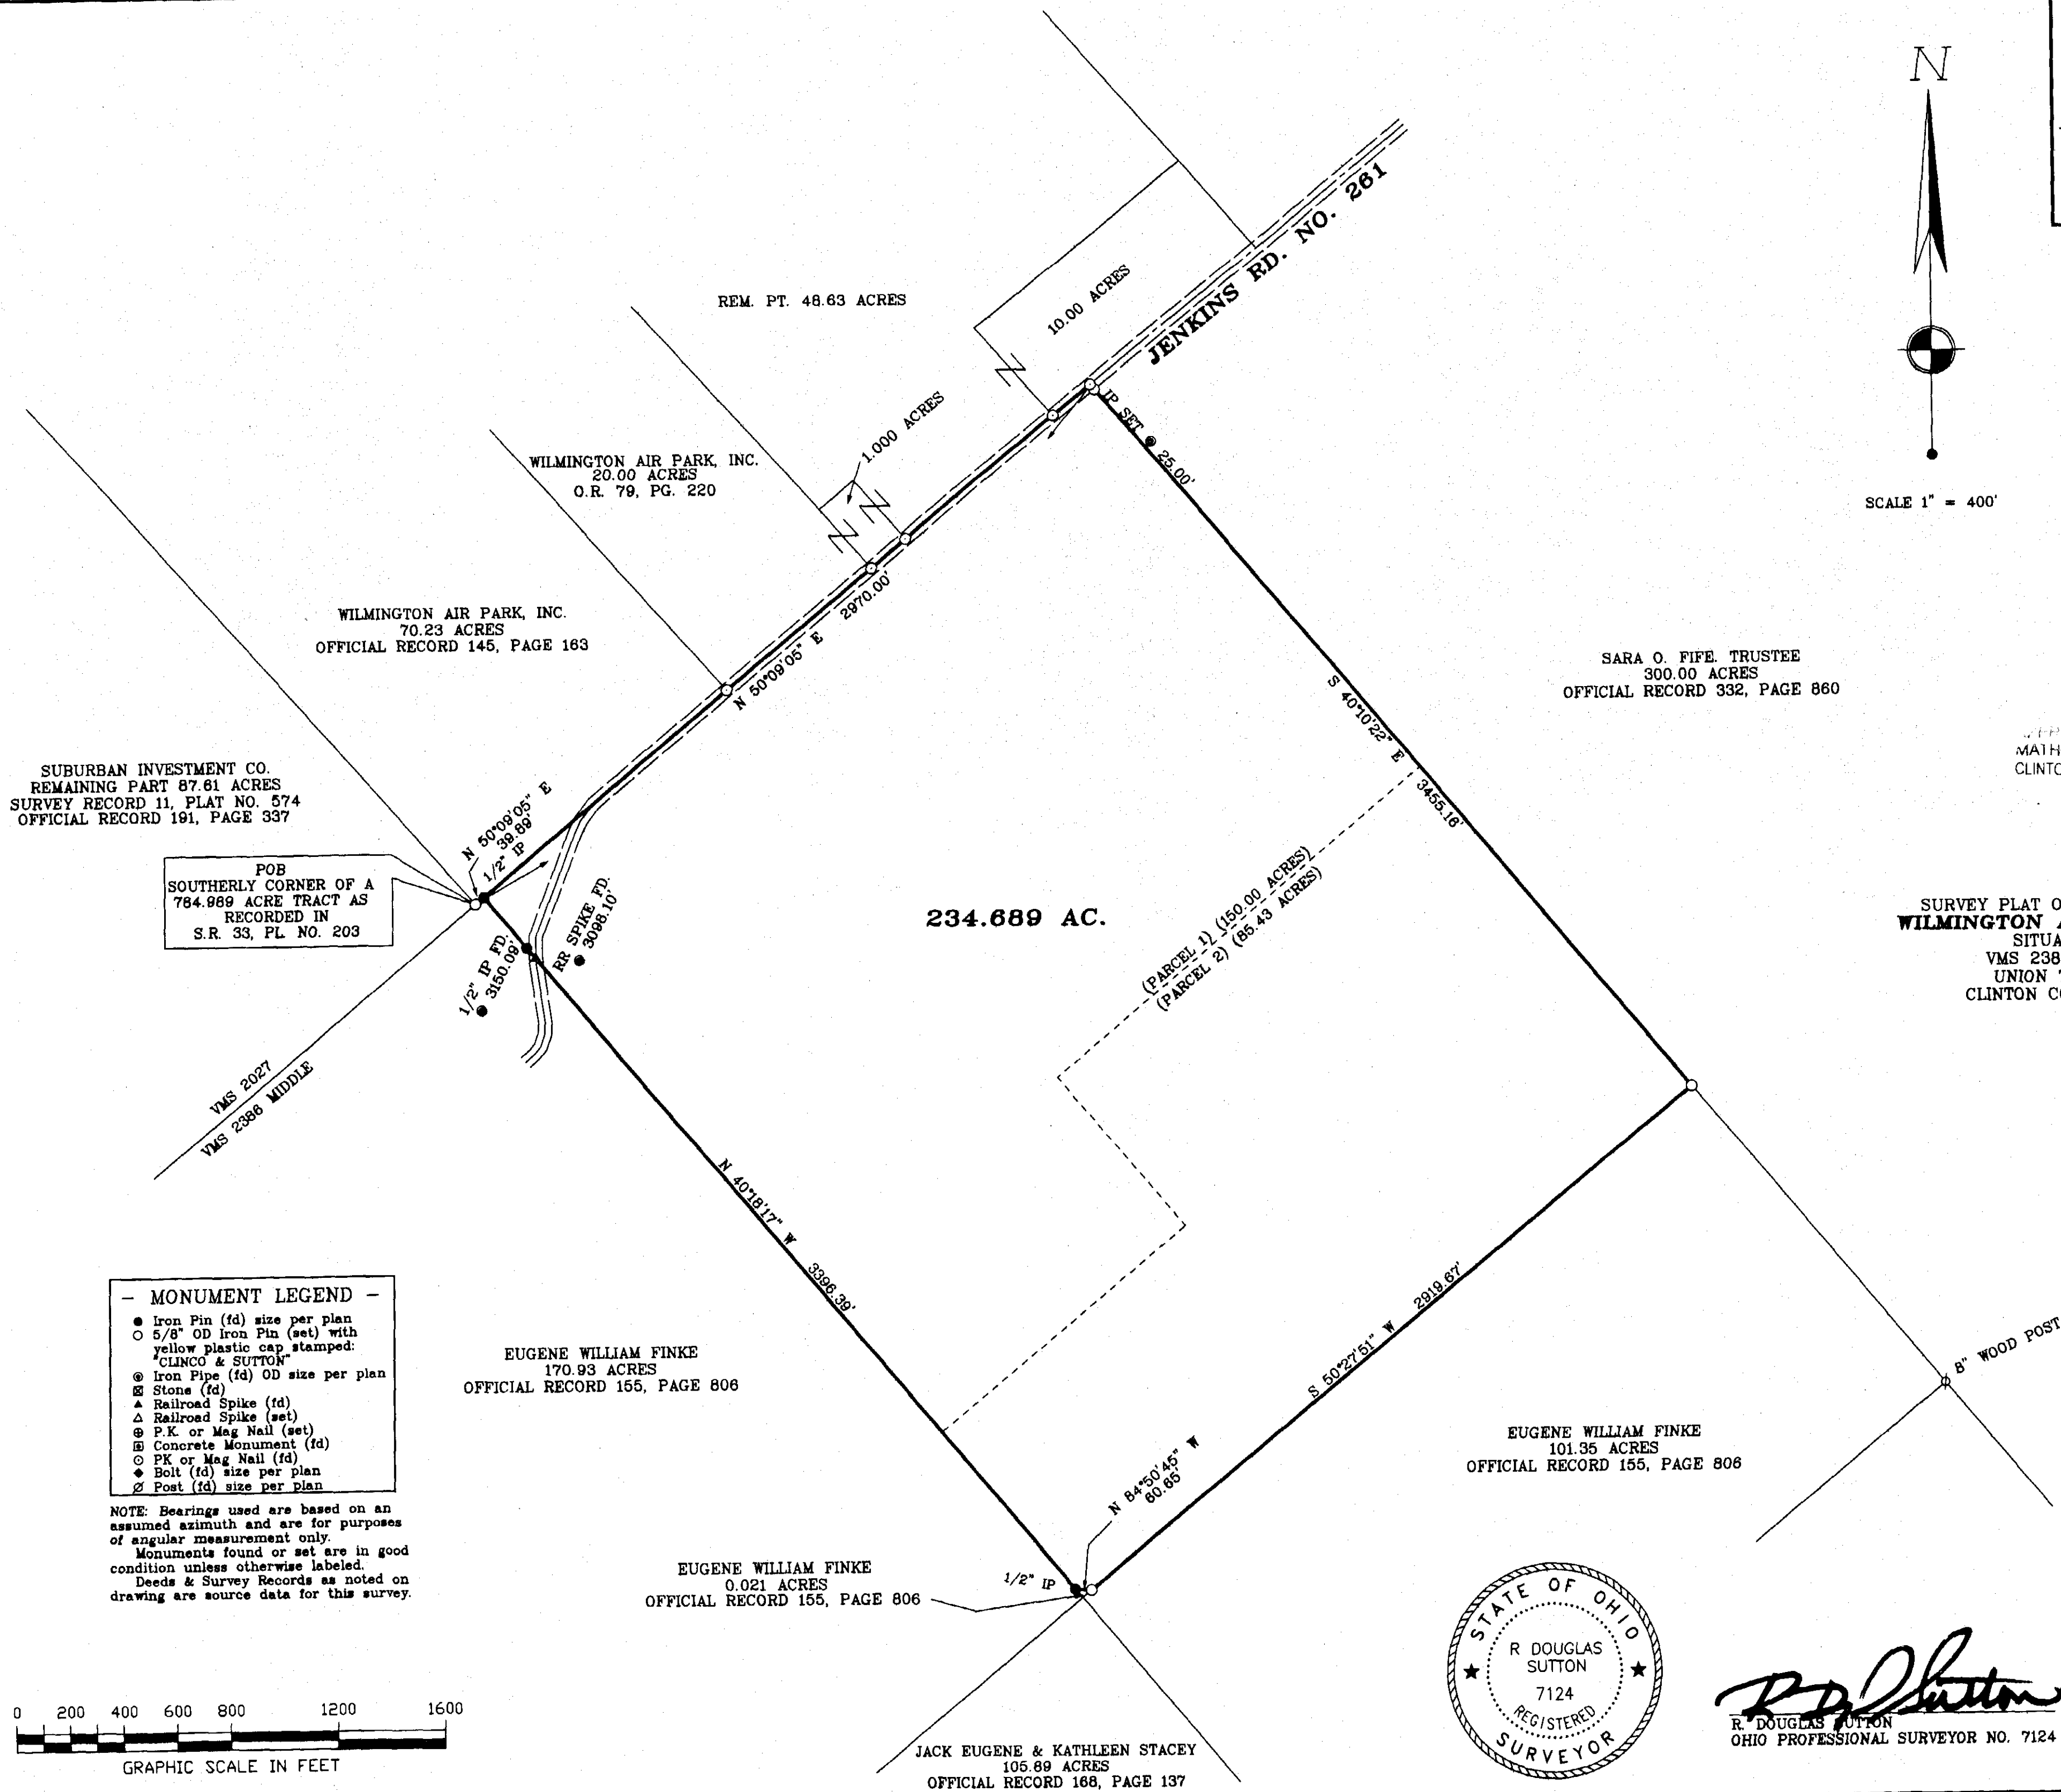 N
SCALE 1" = 400'
JENKINS RD. NO. 261
10.00 ACRES
REM. PT. 48.63 ACRES
1.000 ACRES
IP SET @ 25.00'
WILMINGTON AIR PARK, INC.
20.00 ACRES
O.R. 79, PG. 220
N 50°09'05" E 2970.00'
WILMINGTON AIR PARK, INC.
70.23 ACRES
OFFICIAL RECORD 145, PAGE 163
S 40°10'22" E 3455.16'
SARA O. FIFE. TRUSTEE
300.00 ACRES
OFFICIAL RECORD 332, PAGE 860
MATH
CLINTO
SUBURBAN INVESTMENT CO.
REMAINING PART 87.61 ACRES
SURVEY RECORD 11, PLAT NO. 574
OFFICIAL RECORD 191, PAGE 337
N 50°09'05" E
39.89'
1/2" IP
POB
SOUTHERLY CORNER OF A
784.989 ACRE TRACT AS
RECORDED IN
S.R. 33, PL. NO. 203
1/2" IP FD.
@ 3150.09'
RR SPIKE FD.
@ 3098.10'
234.689 AC.
(PARCEL 1) (150.00 ACRES)
(PARCEL 2) (85.43 ACRES)
SURVEY PLAT O
WILMINGTON A
SITUA
VMS 238
UNION
CLINTON C
VMS 2027
VMS 2386 MIDDLE
N 40°18'17" W 3396.39'
S 50°27'51" W 2919.67'
8" WOOD POST
- MONUMENT LEGEND -
Iron Pin (fd) size per plan
5/8" OD Iron Pin (set) with
yellow plastic cap stamped:
"CLINCO & SUTTON"
Iron Pipe (fd) OD size per plan
Stone (fd)
Railroad Spike (fd)
Railroad Spike (set)
P.K. or Mag Nail (set)
Concrete Monument (fd)
PK or Mag Nail (fd)
Bolt (fd) size per plan
Post (fd) size per plan
NOTE: Bearings used are based on an
assumed azimuth and are for purposes
of angular measurement only.
Monuments found or set are in good
condition unless otherwise labeled.
Deeds & Survey Records as noted on
drawing are source data for this survey.
EUGENE WILLIAM FINKE
170.93 ACRES
OFFICIAL RECORD 155, PAGE 806
EUGENE WILLIAM FINKE
101.35 ACRES
OFFICIAL RECORD 155, PAGE 806
N 84°50'45" W
60.65'
EUGENE WILLIAM FINKE
0.021 ACRES
OFFICIAL RECORD 155, PAGE 806
1/2" IP
STATE OF OHIO
R DOUGLAS
SUTTON
7124
REGISTERED
SURVEYOR
R. DOUGLAS SUTTON
OHIO PROFESSIONAL SURVEYOR NO. 7124
0 200 400 600 800 1200 1600
GRAPHIC SCALE IN FEET
JACK EUGENE & KATHLEEN STACEY
105.89 ACRES
OFFICIAL RECORD 168, PAGE 137